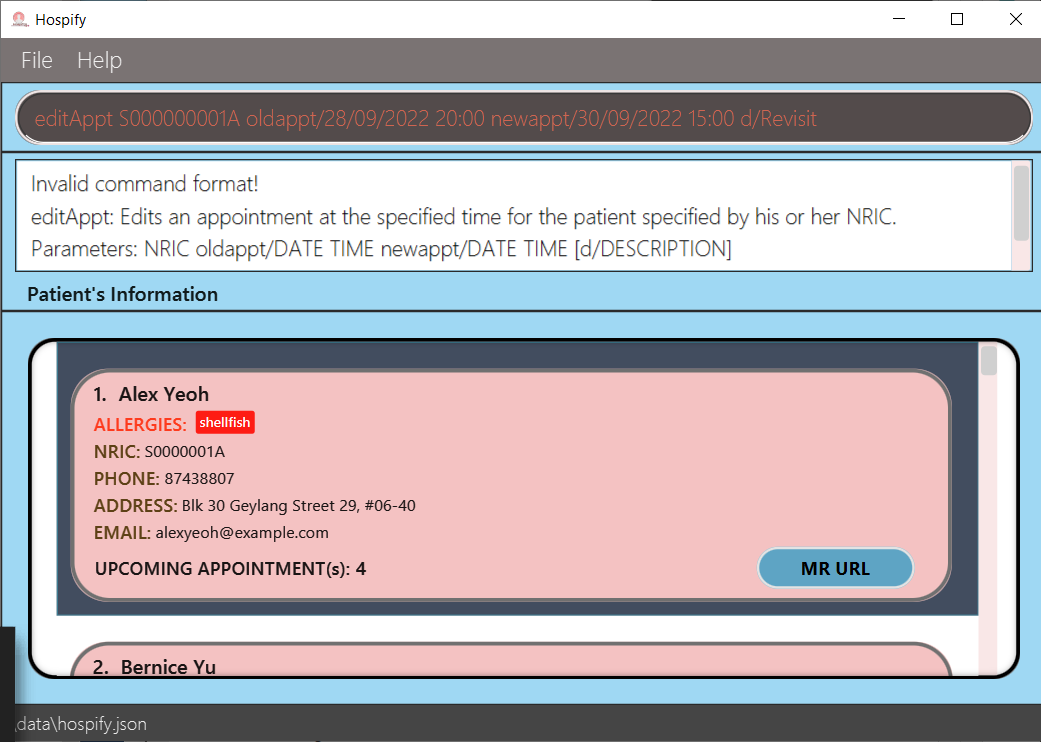 Hospify
File Help
editAppt S000000001A oldappt/28/09/2022 20:00 newappt/30/09/2022 15:00 d/Revisit
Invalid command format!
editAppt: Edits an appointment at the specified time for the patient specified by his or her NRIC.
Parameters: NRIC oldappt/DATE TIME newappt/DATE TIME [d/DESCRIPTION]
Patient's Information
1. Alex Yeoh
ALLERGIES: shellfish
NRIC: S0000001A
PHONE: 87438807
ADDRESS: Blk 30 Geylang Street 29, #06-40
EMAIL: alexyeoh@example.com
UPCOMING APPOINTMENT(s): 4
MR URL
2. Bernice Yu
\data\hospify.json